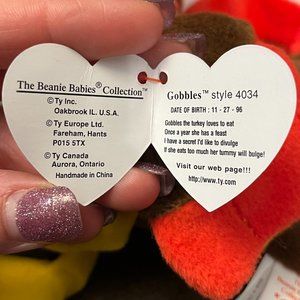 The Beanie Babies® Collection™
© Ty Inc.
Oakbrook IL. U.S.A.
© Ty Europe Ltd.
Fareham, Hants
P015 5TX
© Ty Canada
Aurora, Ontario
Handmade in China
Gobbles™ style 4034
DATE OF BIRTH : 11 - 27 - 96
Gobbles the turkey loves to eat
Once a year she has a feast
I have a secret I'd like to divulge
If she eats too much her tummy will bulge!
Visit our web page!!!
http://www.ty.com